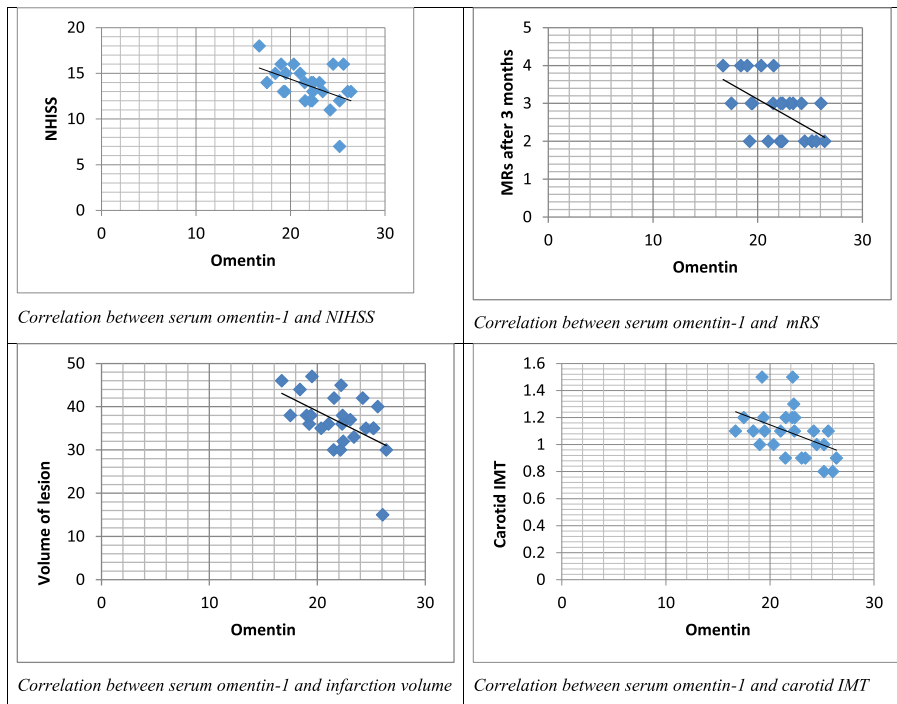 20
15
10
5
0
NHISS
0 10 20 30
Omentin
Correlation between serum omentin-1 and NIHSS
5
4
3
2
1
0
MRs after 3 months
0 10 20 30
Omentin
Correlation between serum omentin-1 and mRS
50
40
30
20
10
0
Volume of lesion
0 10 20 30
Omentin
Correlation between serum omentin-1 and infarction volume
1.6
1.4
1.2
1
0.8
0.6
0.4
0.2
0
Carotid IMT
0 10 20 30
Omentin
Correlation between serum omentin-1 and carotid IMT